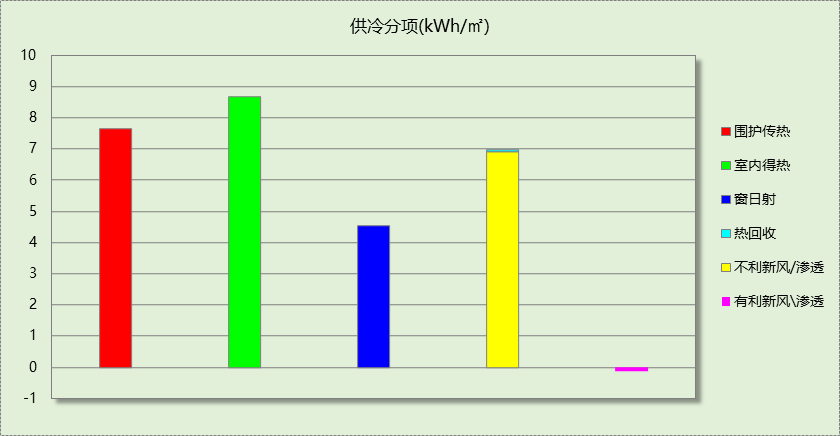 供冷分项(kWh/㎡)
10
9
8
7
6
5
4
3
2
1
0
-1
围护传热
室内得热
窗日射
热回收
不利新风/渗透
有利新风\渗透